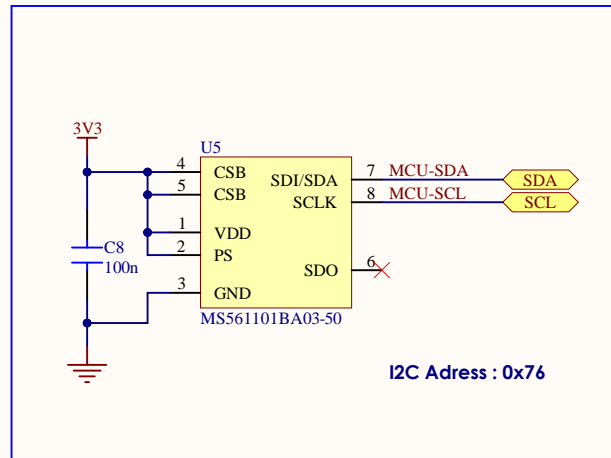 3V3
U5
4 CSB
5 CSB
SDI/SDA 7 MCU-SDA SDA
SCLK 8 MCU-SCL SCL
1 VDD
2 PS
C8
100n
SDO 6
3 GND
MS561101BA03-50
I2C Adress : 0x76